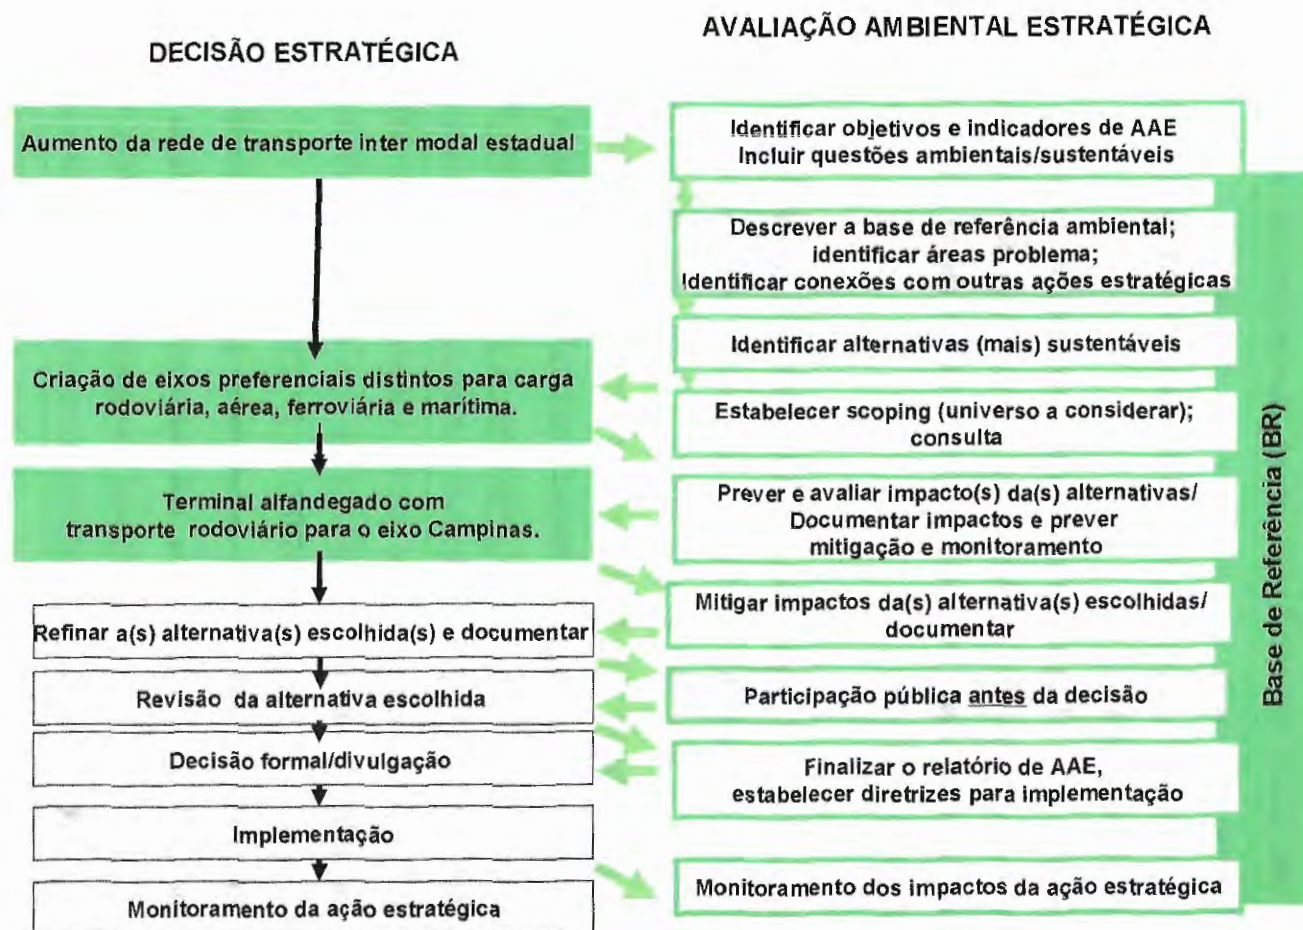 DECISÃO ESTRATÉGICA
Aumento da rede de transporte inter modal estadual
Criação de eixos preferenciais distintos para carga
rodoviária, aérea, ferroviária e marítima.
Terminal alfandegado com
transporte rodoviário para o eixo Campinas.
Refinar a(s) alternativa(s) escolhida(s) e documentar
Revisão da alternativa escolhida
Decisão formal/divulgação
Implementação
Monitoramento da ação estratégica
AVALIAÇÃO AMBIENTAL ESTRATÉGICA
Identificar objetivos e indicadores de AAE
Incluir questões ambientais/sustentáveis
Descrever a base de referência ambiental;
identificar áreas problema;
Identificar conexões com outras ações estratégicas
Identificar alternativas (mais) sustentáveis
Estabelecer scoping (universo a considerar);
consulta
Prever e avaliar impacto(s) da(s) alternativas/
Documentar impactos e prever
mitigação e monitoramento
Mitigar impactos da(s) alternativa(s) escolhidas/
documentar
Participação pública antes da decisão
Finalizar o relatório de AAE,
estabelecer diretrizes para implementação
Monitoramento dos impactos da ação estratégica
Base de Referência (BR)